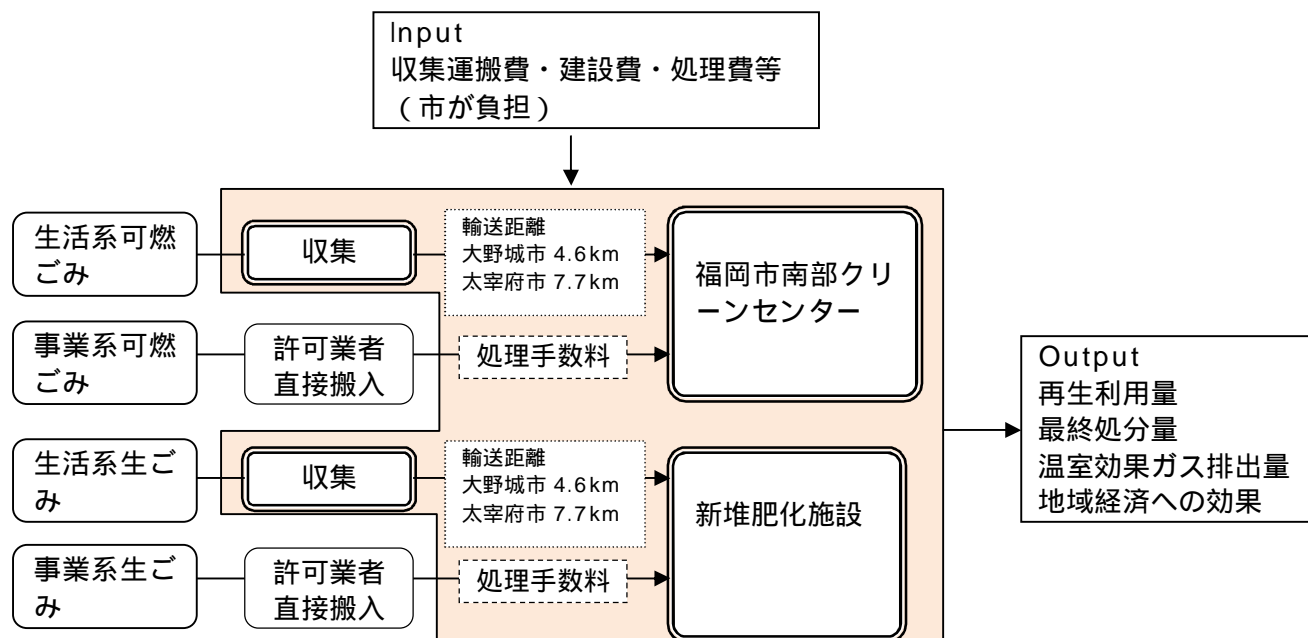 Input
収集運搬費・建設費・処理費等
（市が負担）
生活系可燃
ごみ
収集
輸送距離
大野城市 4.6km
太宰府市 7.7km
福岡市南部クリ
ーンセンター
事業系可燃
ごみ
許可業者
直接搬入
処理手数料
Output
再生利用量
最終処分量
温室効果ガス排出量
地域経済への効果
生活系生ご
み
収集
輸送距離
大野城市 4.6km
太宰府市 7.7km
新堆肥化施設
事業系生ご
み
許可業者
直接搬入
処理手数料